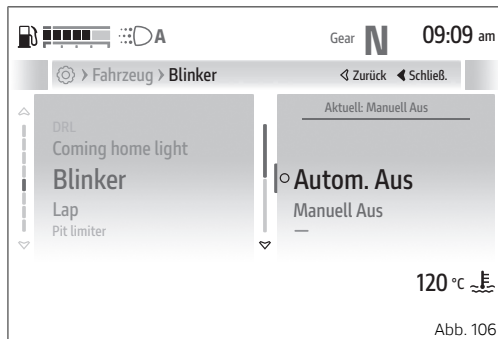 A Gear N 09:09 am
> Fahrzeug > Blinker Zurück Schließ.
Aktuell: Manuell Aus
DRL
Coming home light
Blinker
Lap
Pit limiter
Autom. Aus
Manuell Aus
—
120 °C
Abb. 106